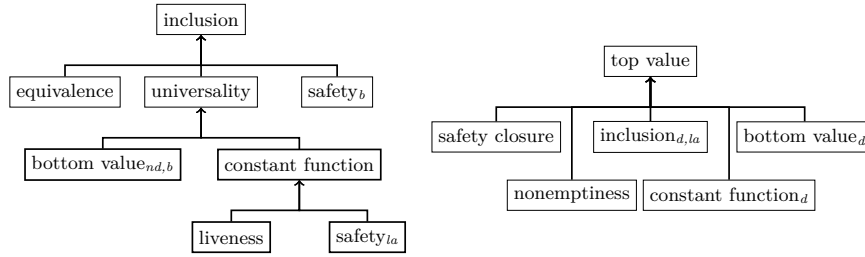 inclusion
equivalence universality safety_b
bottom value_nd,b constant function
liveness safety_la
top value
safety closure inclusion_d,la bottom value_d
nonemptiness constant function_d